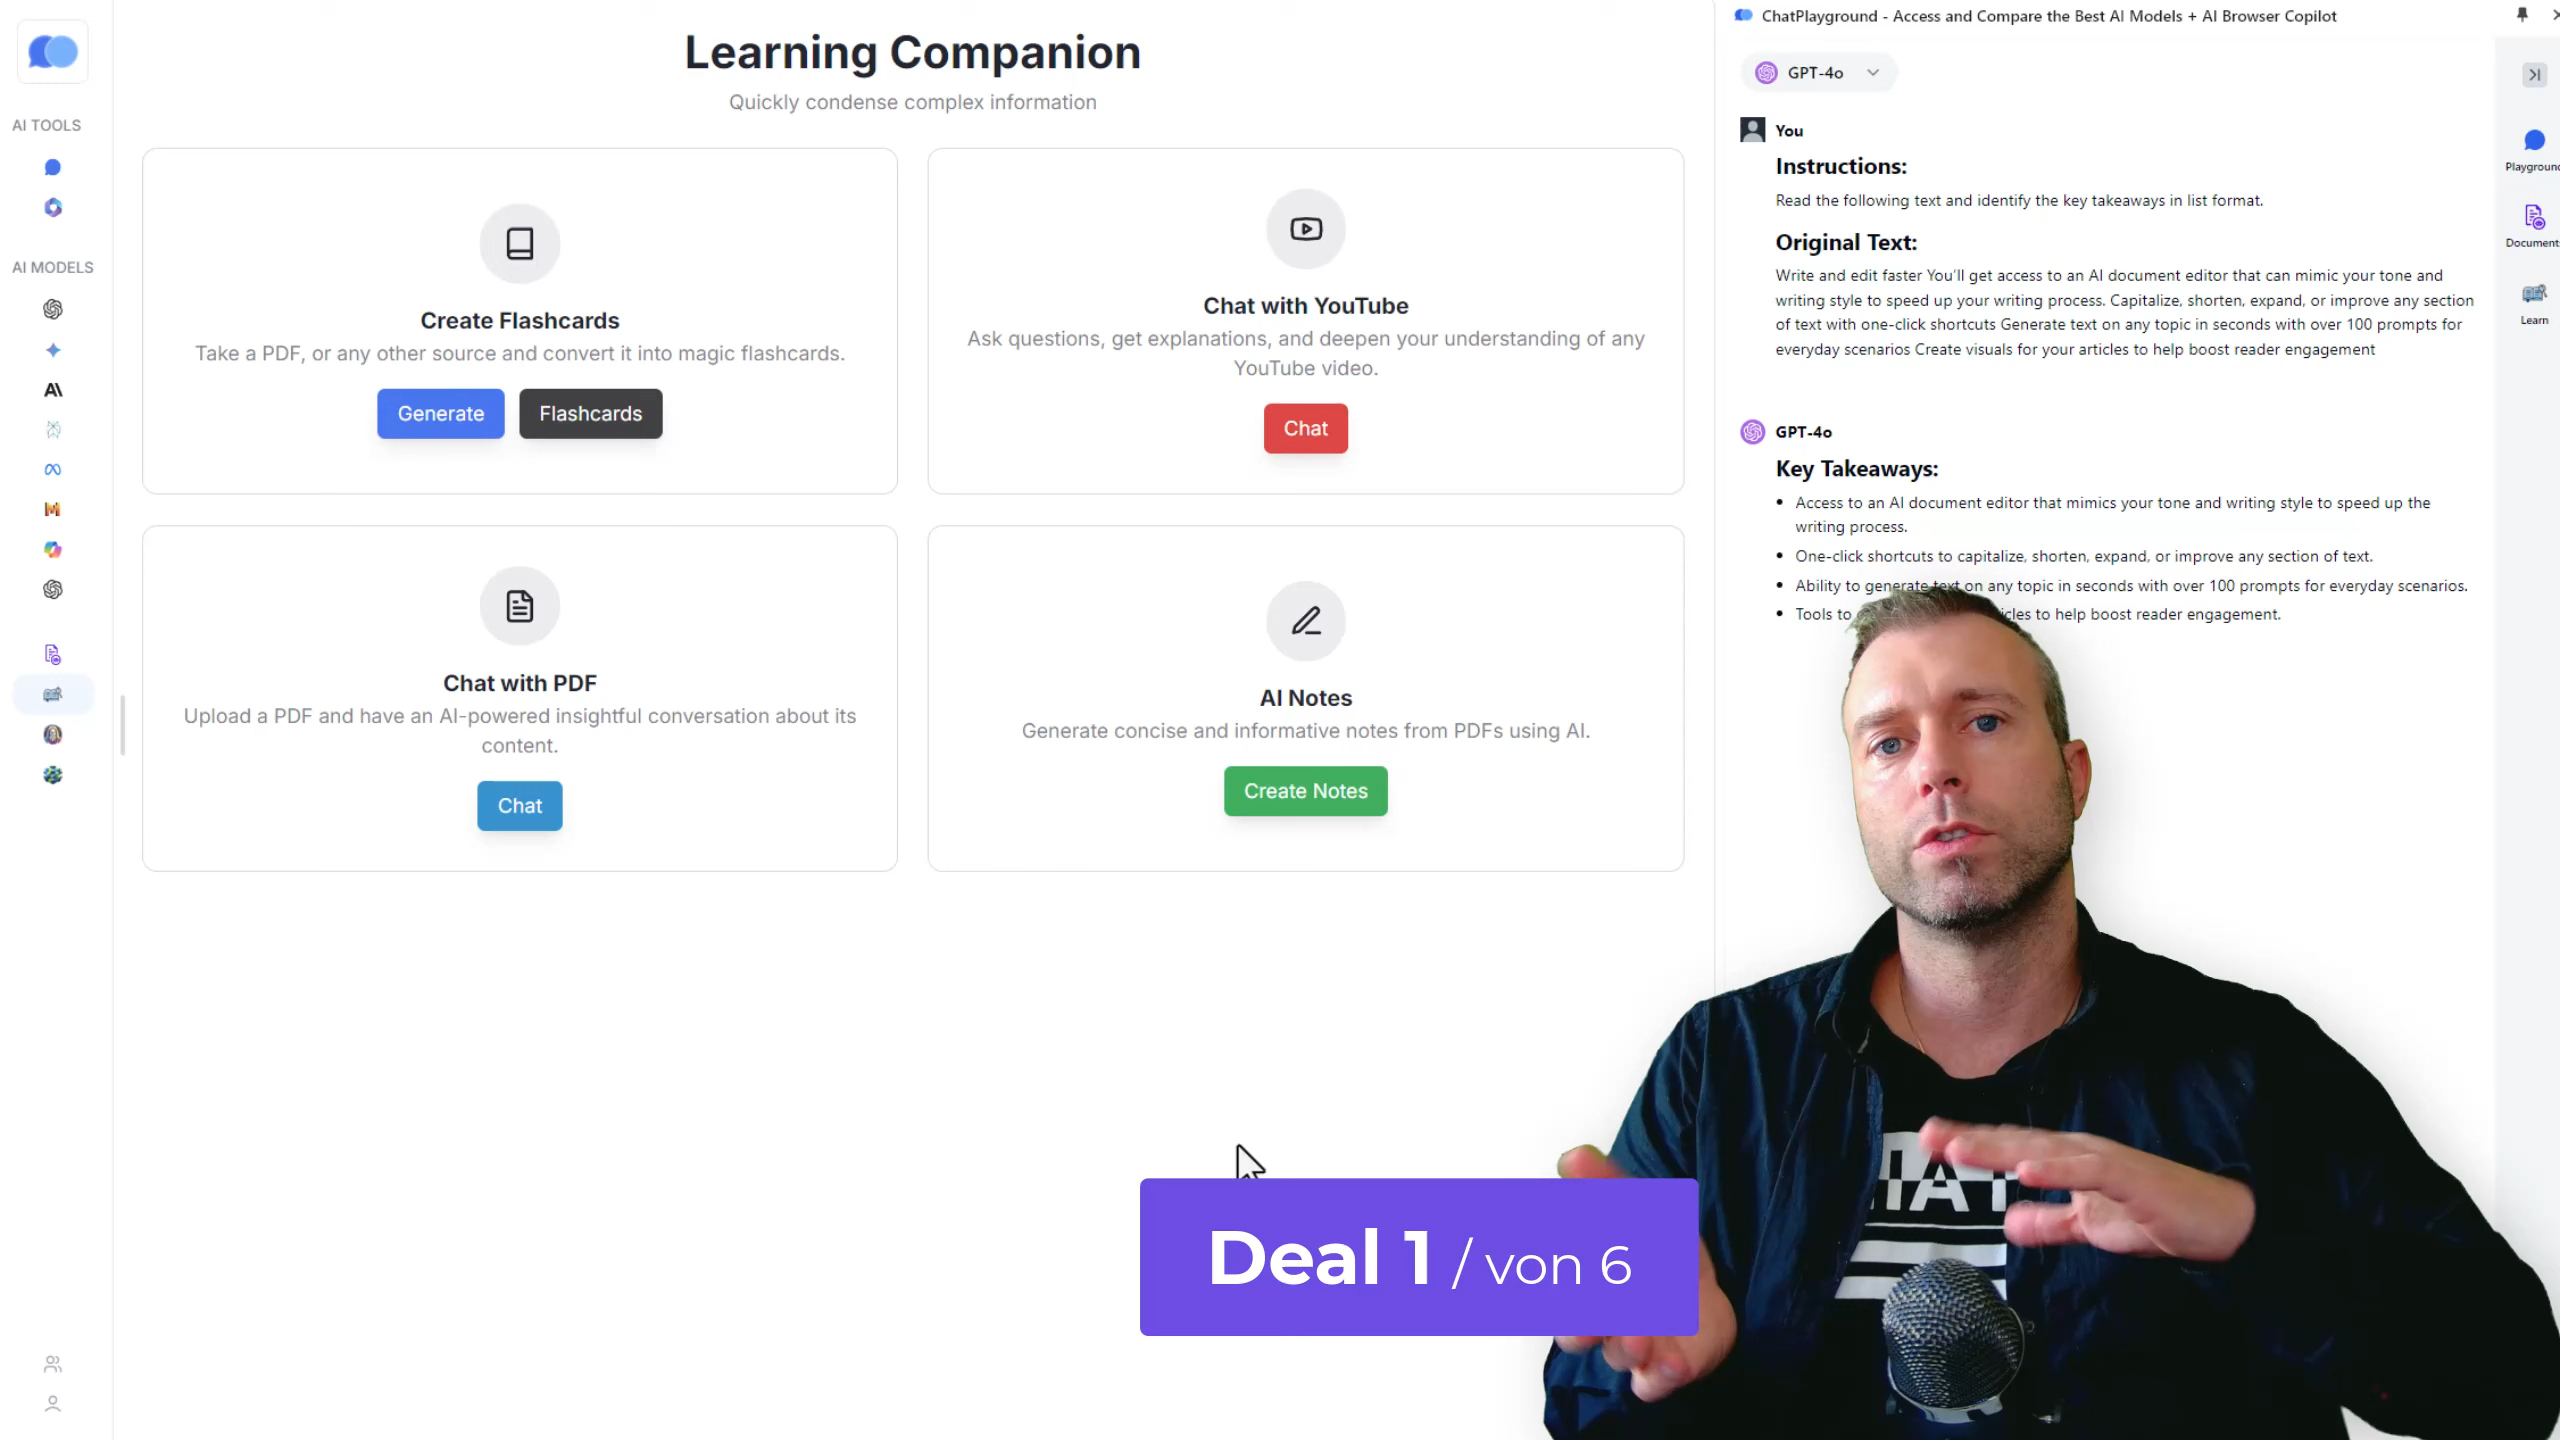 Learning Companion
Quickly condense complex information
AI TOOLS
AI MODELS
Create Flashcards
Take a PDF, or any other source and convert it into magic flashcards.
Generate
Flashcards
Chat with YouTube
Ask questions, get explanations, and deepen your understanding of any
YouTube video.
Chat
Chat with PDF
Upload a PDF and have an AI-powered insightful conversation about its
content.
Chat
AI Notes
Generate concise and informative notes from PDFs using AI.
Create Notes
ChatPlayground - Access and Compare the Best AI Models + AI Browser Copilot
GPT-4o
You
Instructions:
Read the following text and identify the key takeaways in list format.
Original Text:
Write and edit faster You'll get access to an AI document editor that can mimic your tone and
writing style to speed up your writing process. Capitalize, shorten, expand, or improve any section
of text with one-click shortcuts Generate text on any topic in seconds with over 100 prompts for
everyday scenarios Create visuals for your articles to help boost reader engagement
GPT-4o
Key Takeaways:
• Access to an AI document editor that mimics your tone and writing style to speed up the
writing process.
• One-click shortcuts to capitalize, shorten, expand, or improve any section of text.
• Ability to generate text on any topic in seconds with over 100 prompts for everyday scenarios.
• Tools to to help boost reader engagement.
Playground
Document
Learn
Deal 1 / von 6